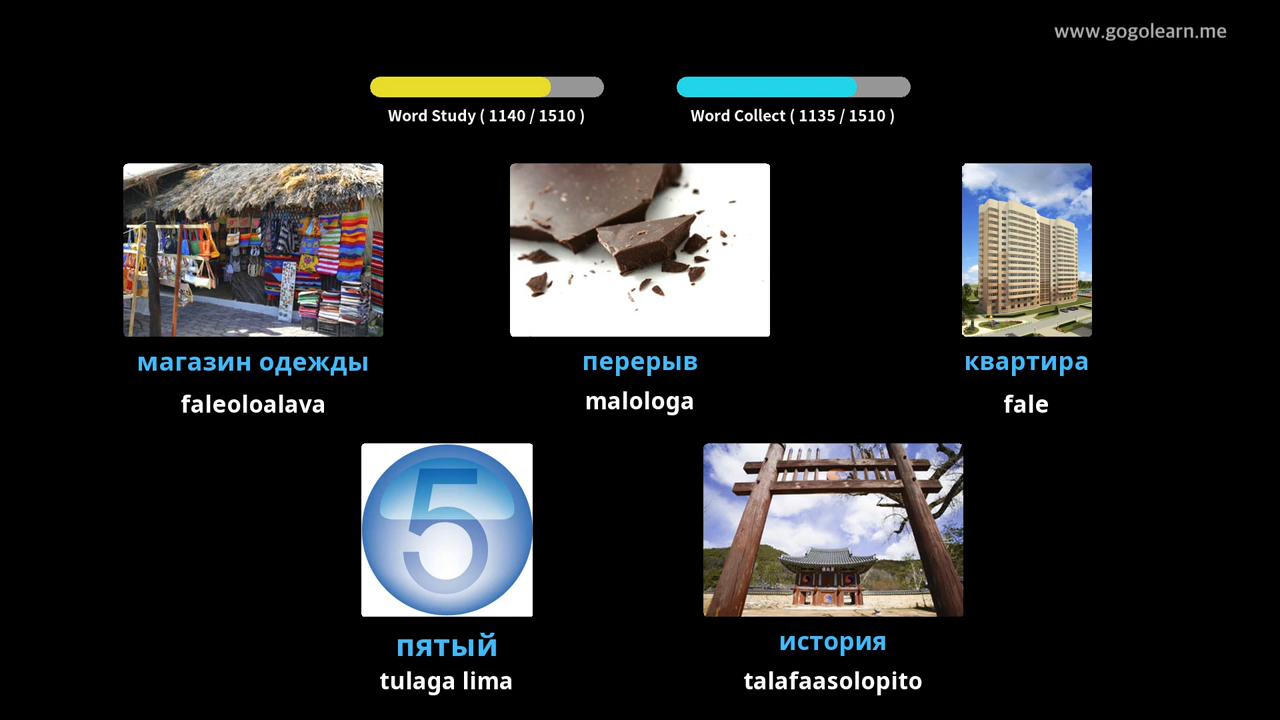 www.gogolearn.me
Word Study ( 1140 / 1510 )
Word Collect ( 1135 / 1510 )
магазин одежды
faleoloalava
перерыв
malologa
квартира
fale
5
пятый
tulaga lima
история
talafaasolopito